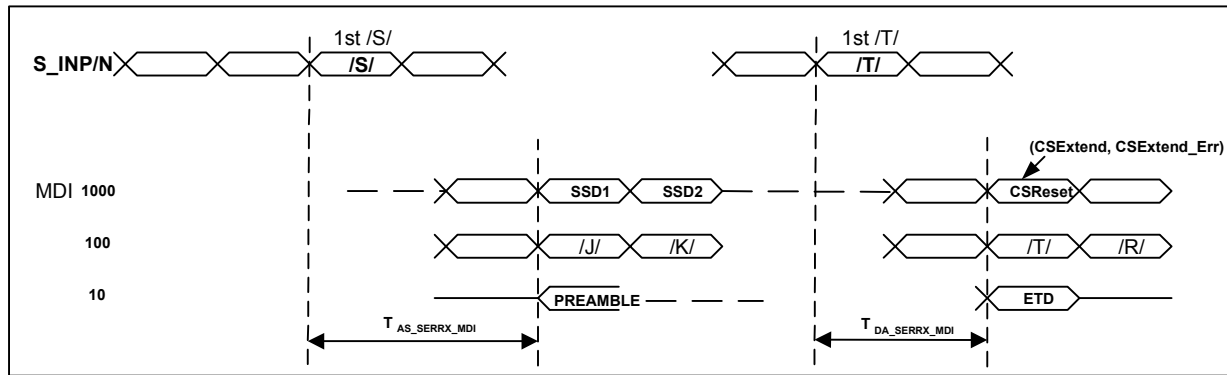 1st /S/ 1st /T/
S_INP/N /S/ /T/
(CSExtend, CSExtend_Err)
MDI 1000 SSD1 SSD2 CSReset
100 /J/ /K/ /T/ /R/
10 PREAMBLE ETD
T AS_SERRX_MDI T DA_SERRX_MDI